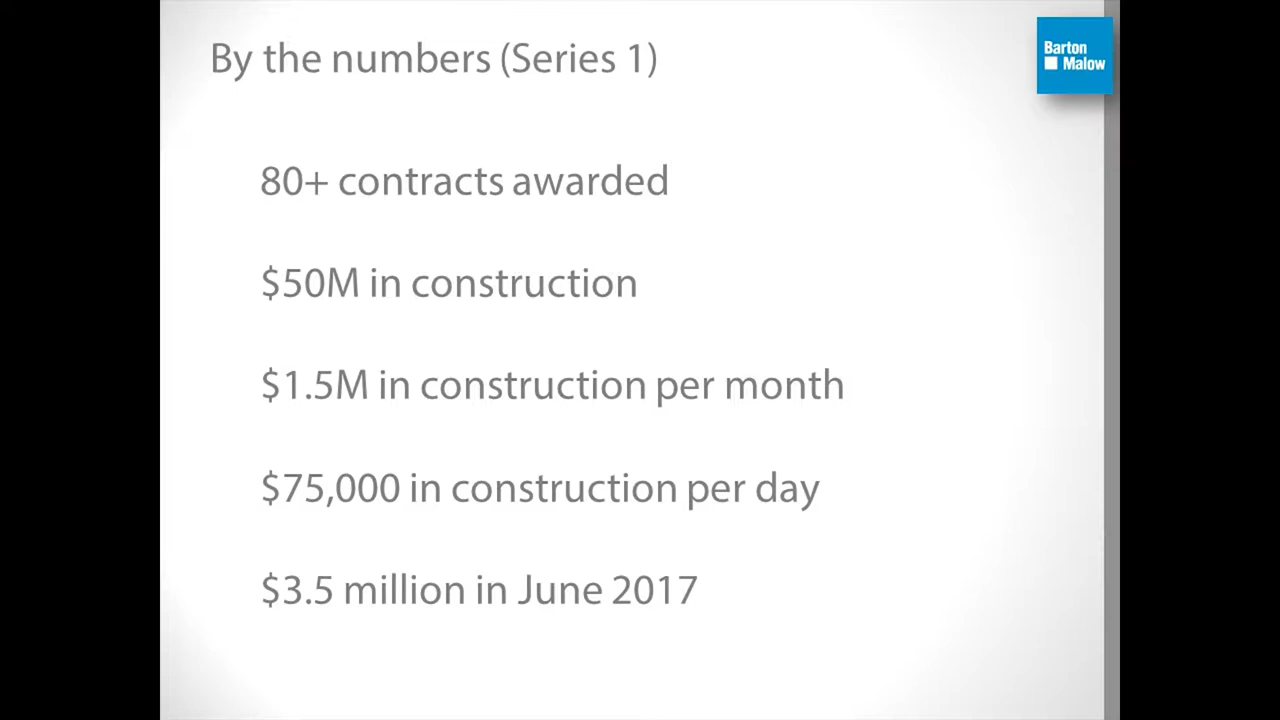 By the numbers (Series 1)
Barton
Malow
80+ contracts awarded
$50M in construction
$1.5M in construction per month
$75,000 in construction per day
$3.5 million in June 2017